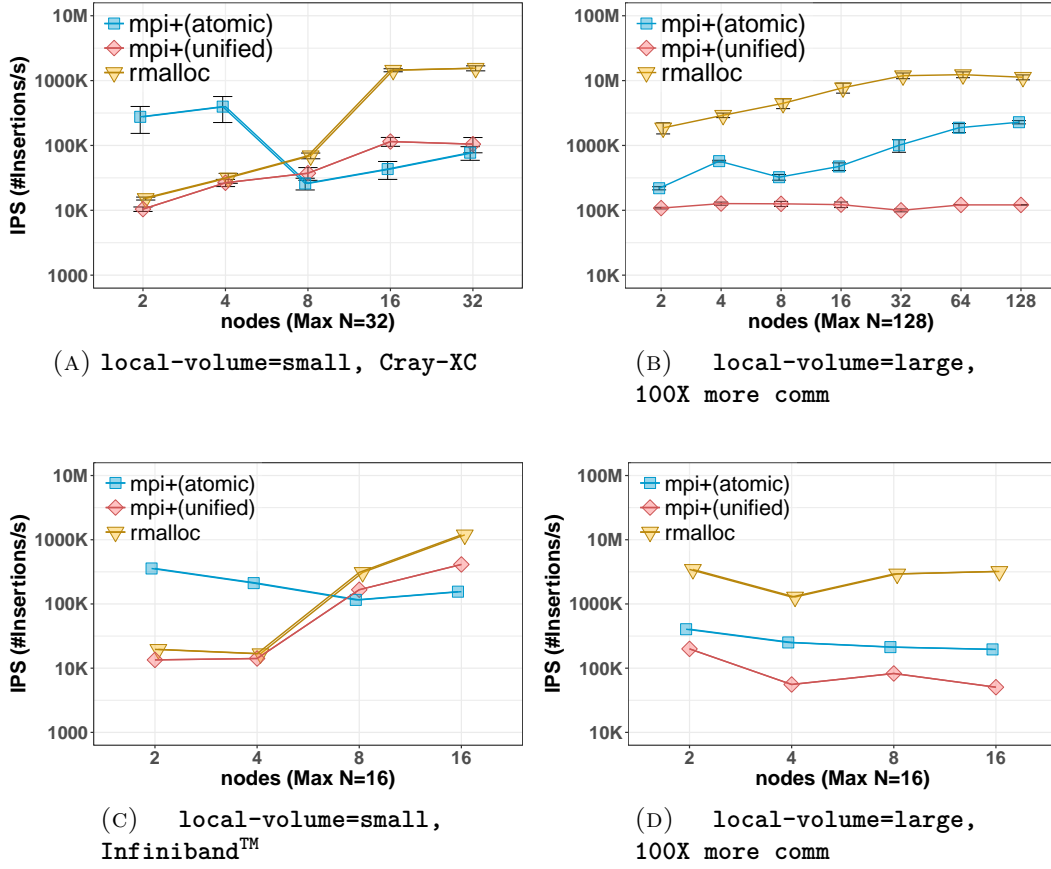 10M
1000K
100K
10K
1000
IPS (#Insertions/s)
mpi+(atomic)
mpi+(unified)
rmalloc
2 4 8 16 32
nodes (Max N=32)
(A) local-volume=small, Cray-XC
100M
10M
1000K
100K
10K
mpi+(atomic)
mpi+(unified)
rmalloc
2 4 8 16 32 64 128
nodes (Max N=128)
(B) local-volume=large,
100X more comm
10M
1000K
100K
10K
1000
IPS (#Insertions/s)
mpi+(atomic)
mpi+(unified)
rmalloc
2 4 8 16
nodes (Max N=16)
(C) local-volume=small,
Infiniband™
100M
10M
1000K
100K
10K
IPS (#Insertions/s)
mpi+(atomic)
mpi+(unified)
rmalloc
2 4 8 16
nodes (Max N=16)
(D) local-volume=large,
100X more comm